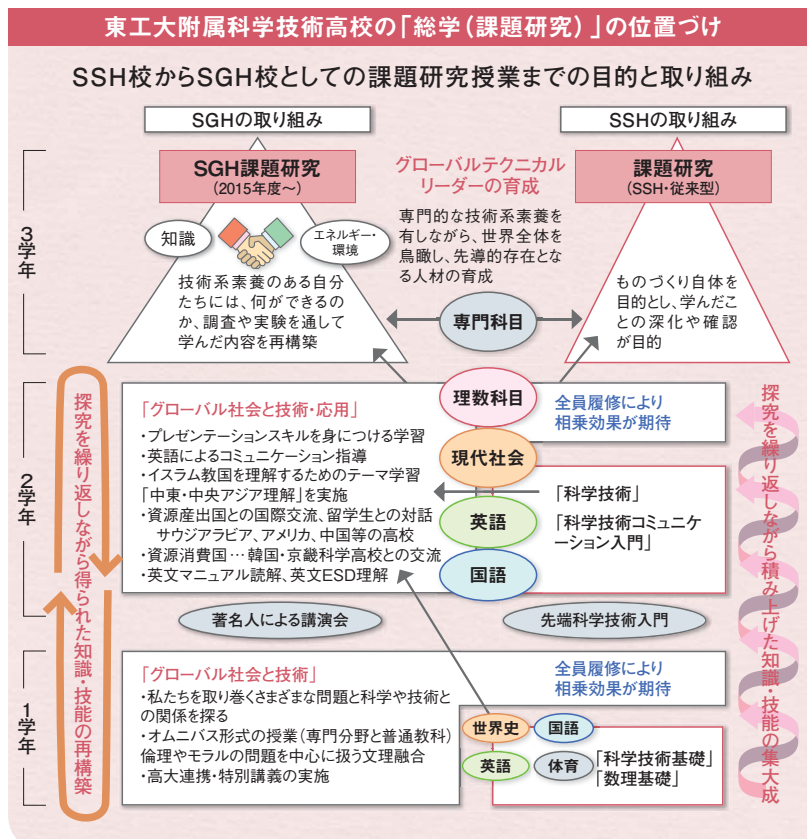 東工大附属科学技術高校の「総学(課題研究)」の位置づけ
SSH校からSGH校としての課題研究授業までの目的と取り組み
SGHの取り組み
SSHの取り組み
3学年
SGH課題研究
(2015年度～)
知識
エネルギー・
環境
技術系素養のある自分
たちには、何ができるの
か、調査や実験を通して
学んだ内容を再構築
グローバルテクニカル
リーダーの育成
専門的な技術系素養を
有しながら、世界全体を
鳥瞰し、先導的存在とな
る人材の育成
専門科目
課題研究
(SSH・従来型)
ものづくり自体を
目的とし、学んだこ
との深化や確認
が目的
2学年
探究を繰り返しながら得られた知識・技能の再構築
「グローバル社会と技術・応用」
・プレゼンテーションスキルを身につける学習
・英語によるコミュニケーション指導
・イスラム教国を理解するためのテーマ学習
「中東・中央アジア理解」を実施
・資源産出国との国際交流、留学生との対話
サウジアラビア、アメリカ、中国等の高校
・資源消費国…韓国・京畿科学高校との交流
・英文マニュアル読解、英文ESD理解
理数科目
現代社会
英語
国語
全員履修により
相乗効果が期待
「科学技術」
「科学技術コミュニケ
ーション入門」
探究を繰り返しながら積み上げた知識・技能の集大成
著名人による講演会
先端科学技術入門
1学年
「グローバル社会と技術」
・私たちを取り巻くさまざまな問題と科学や技術と
の関係を探る
・オムニバス形式の授業(専門分野と普通教科)
倫理やモラルの問題を中心に扱う文理融合
・高大連携・特別講義の実施
全員履修により
相乗効果が期待
世界史
国語
英語
体育
「科学技術基礎」
「数理基礎」